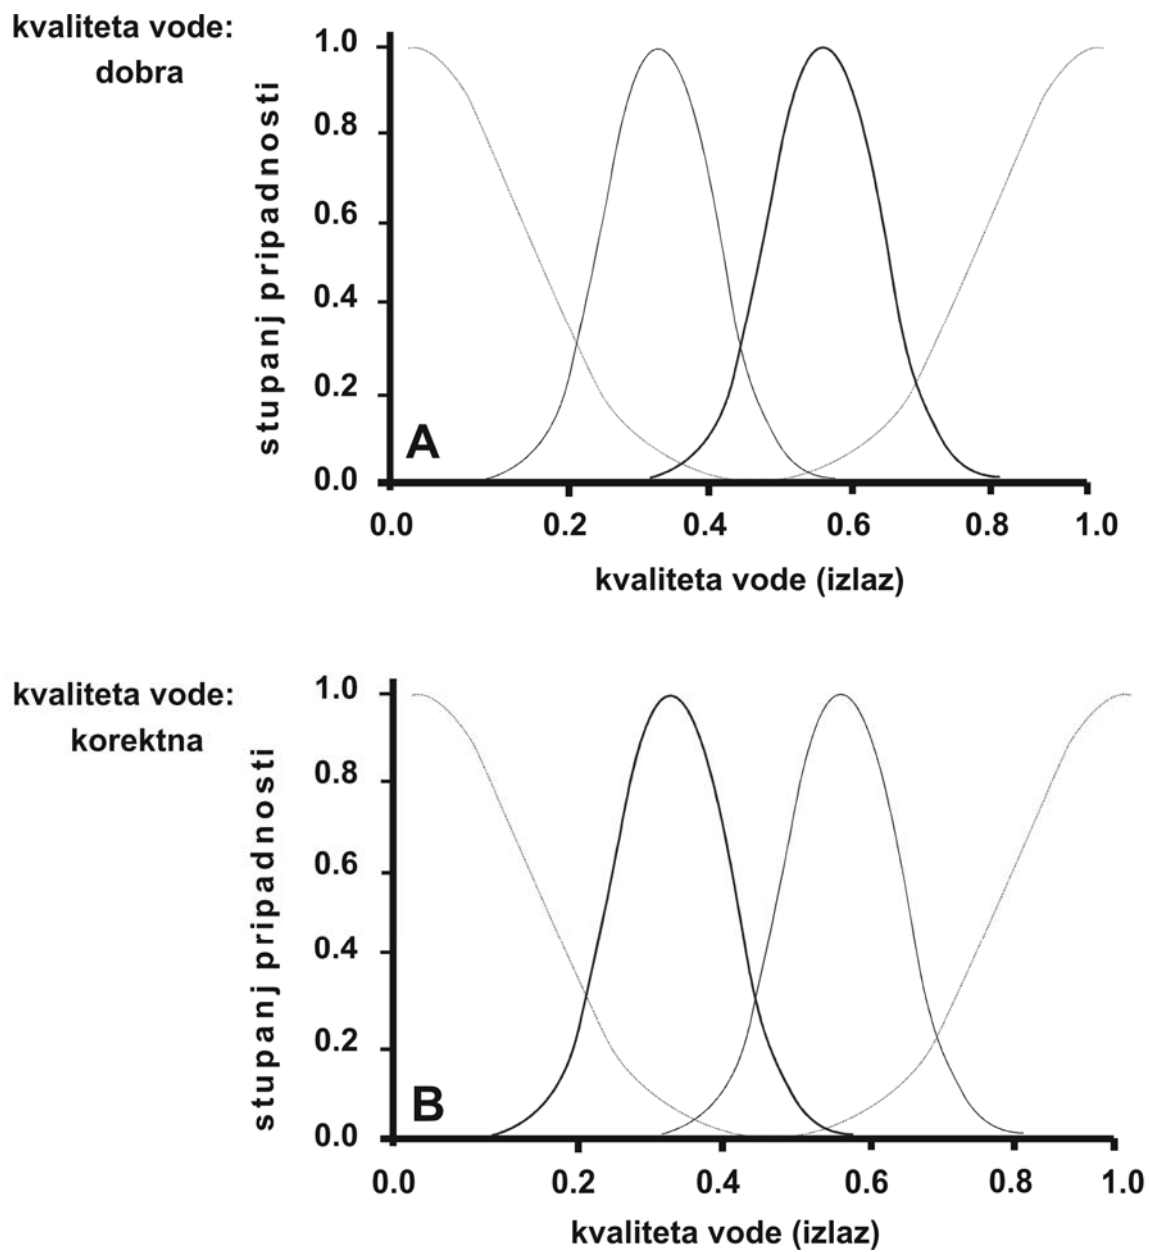 kvaliteta vode:
dobra
stupanj pripadnosti
1.0
0.8
0.6
0.4
0.2
0.0
A
0.0 0.2 0.4 0.6 0.8 1.0
kvaliteta vode (izlaz)
kvaliteta vode:
korektna
stupanj pripadnosti
1.0
0.8
0.6
0.4
0.2
0.0
B
0.0 0.2 0.4 0.6 0.8 1.0
kvaliteta vode (izlaz)